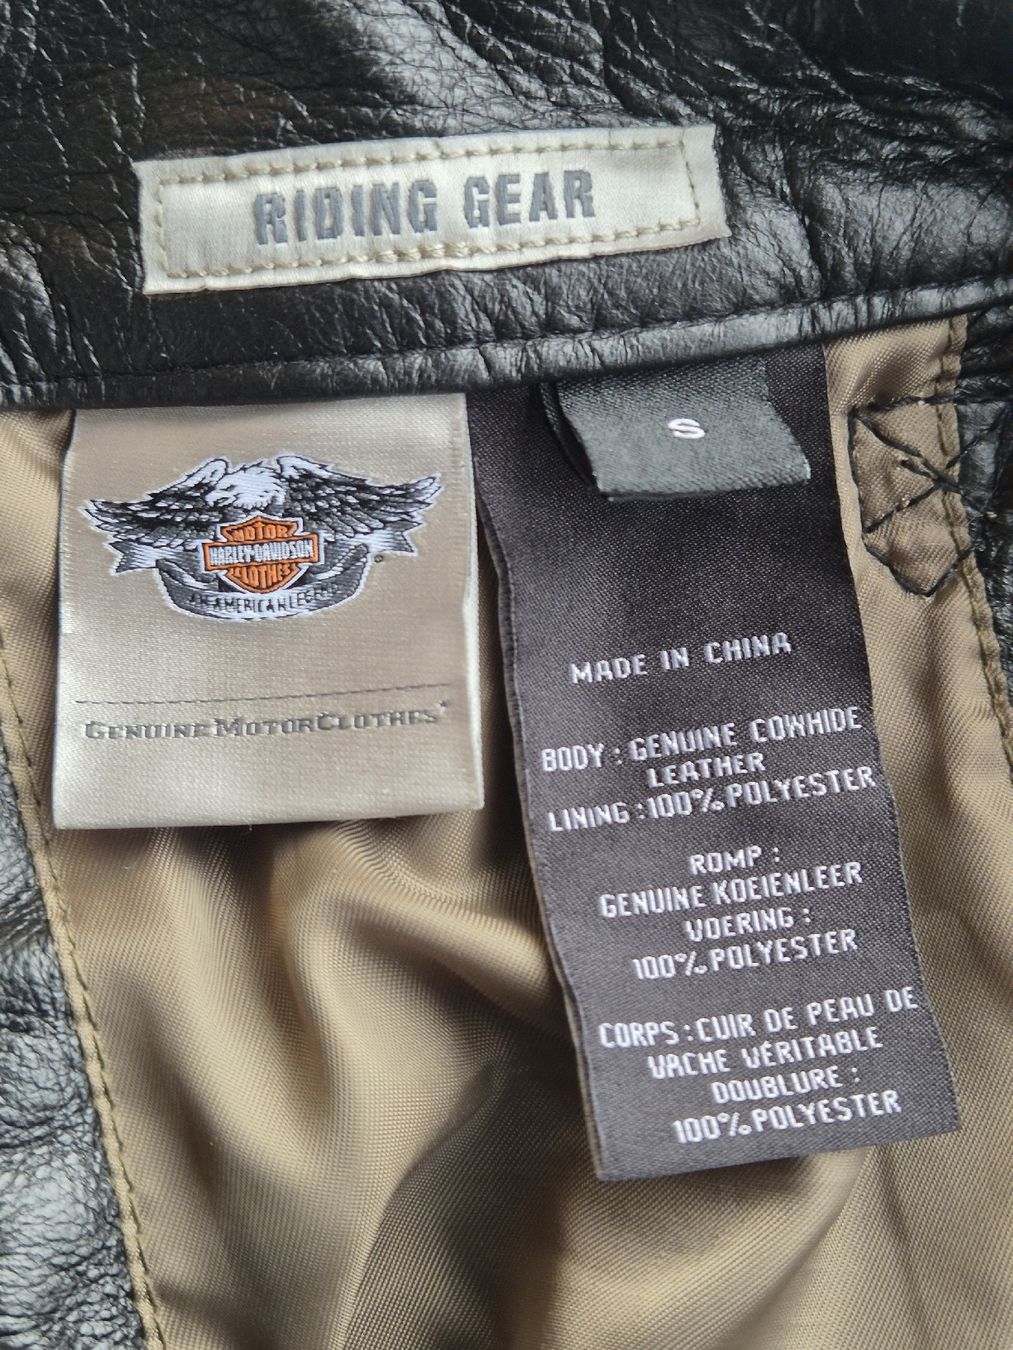 RIDING GEAR
S
MOTOR
HARLEY-DAVIDSON
CLOTHES
AN AMERICAN LEGEND
®
GENUINE MOTORCLOTHES®
MADE IN CHINA
BODY : GENUINE COWHIDE
LEATHER
LINING : 100% POLYESTER
ROMP :
GENUINE KOEIENLEER
VOERING :
100% POLYESTER
CORPS : CUIR DE PEAU DE
VACHE VÉRITABLE
DOUBLURE :
100% POLYESTER